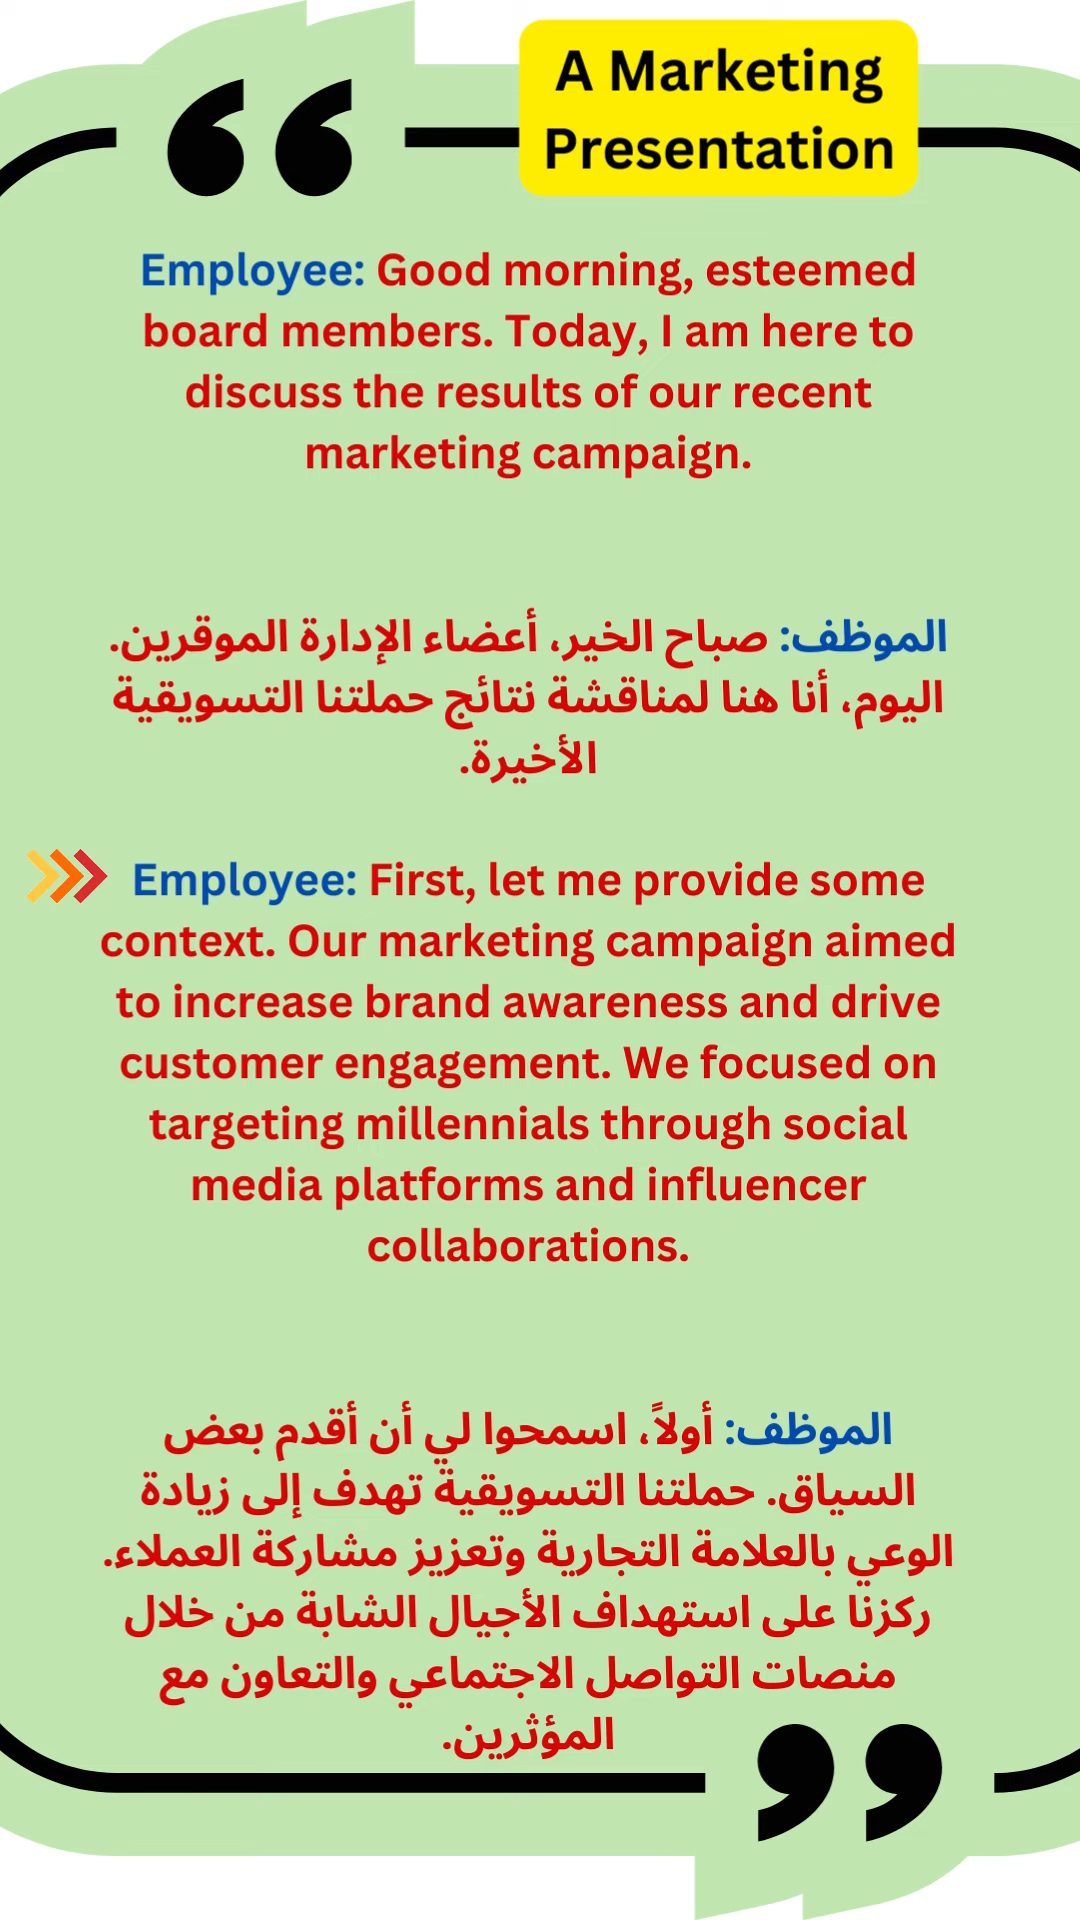 A Marketing
Presentation
Employee: Good morning, esteemed
board members. Today, I am here to
discuss the results of our recent
marketing campaign.
الموظف: صباح الخير، أعضاء الإدارة الموقرين.
اليوم، أنا هنا لمناقشة نتائج حملتنا التسويقية
الأخيرة.
Employee: First, let me provide some
context. Our marketing campaign aimed
to increase brand awareness and drive
customer engagement. We focused on
targeting millennials through social
media platforms and influencer
collaborations.
الموظف: أولاً، اسمحوا لي أن أقدم بعض
السياق. حملتنا التسويقية تهدف إلى زيادة
الوعي بالعلامة التجارية وتعزيز مشاركة العملاء.
ركزنا على استهداف الأجيال الشابة من خلال
منصات التواصل الاجتماعي والتعاون مع
المؤثرين.